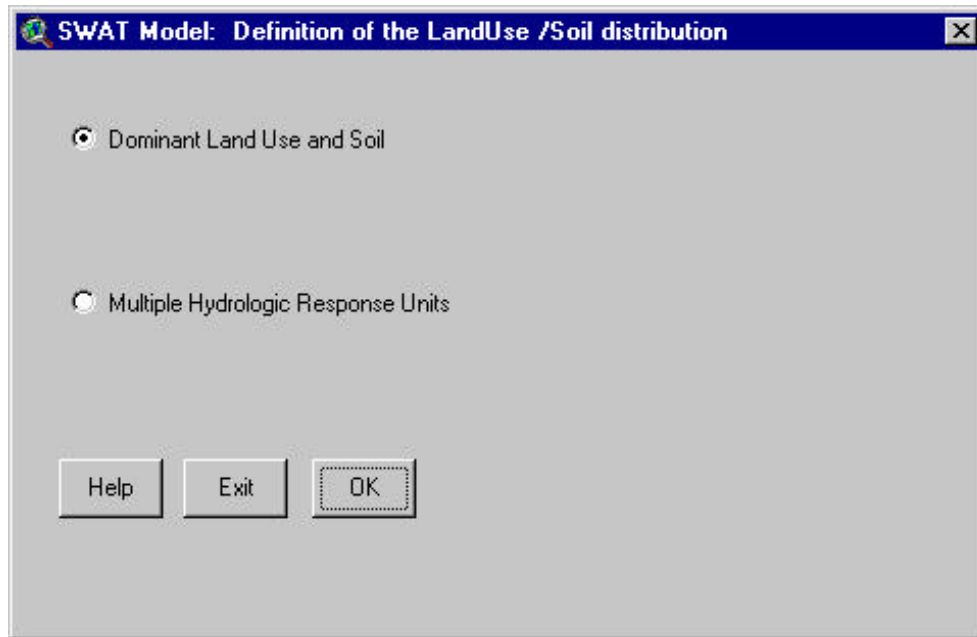 SWAT Model:  Definition of the LandUse /Soil distribution
Dominant Land Use and Soil
Multiple Hydrologic Response Units
Help Exit OK